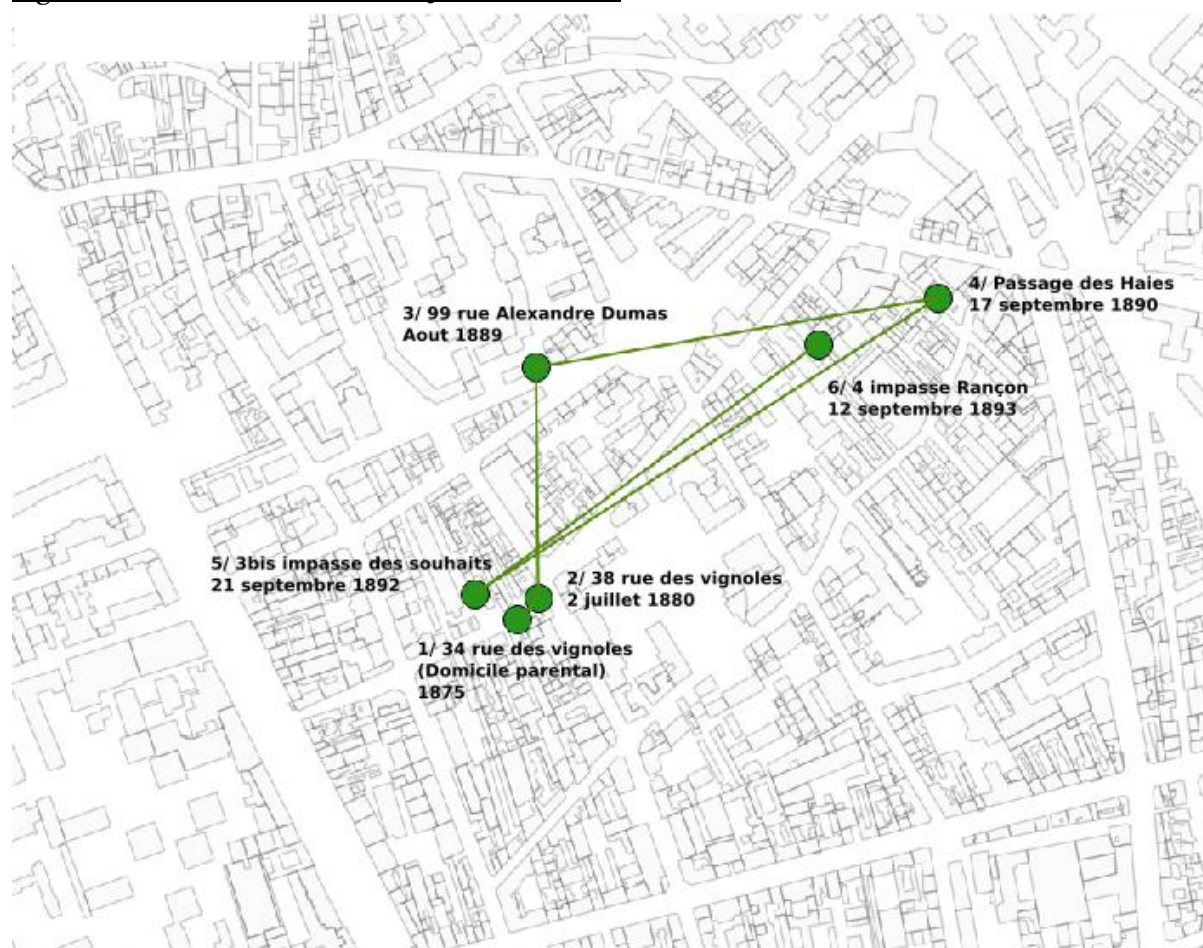 4/ Passage des Haies
17 septembre 1890
3/ 99 rue Alexandre Dumas
Aout 1889
6/ 4 impasse Rançon
12 septembre 1893
5/ 3bis impasse des souhaits
21 septembre 1892
2/ 38 rue des vignoles
2 juillet 1880
1/ 34 rue des vignoles
(Domicile parental)
1875